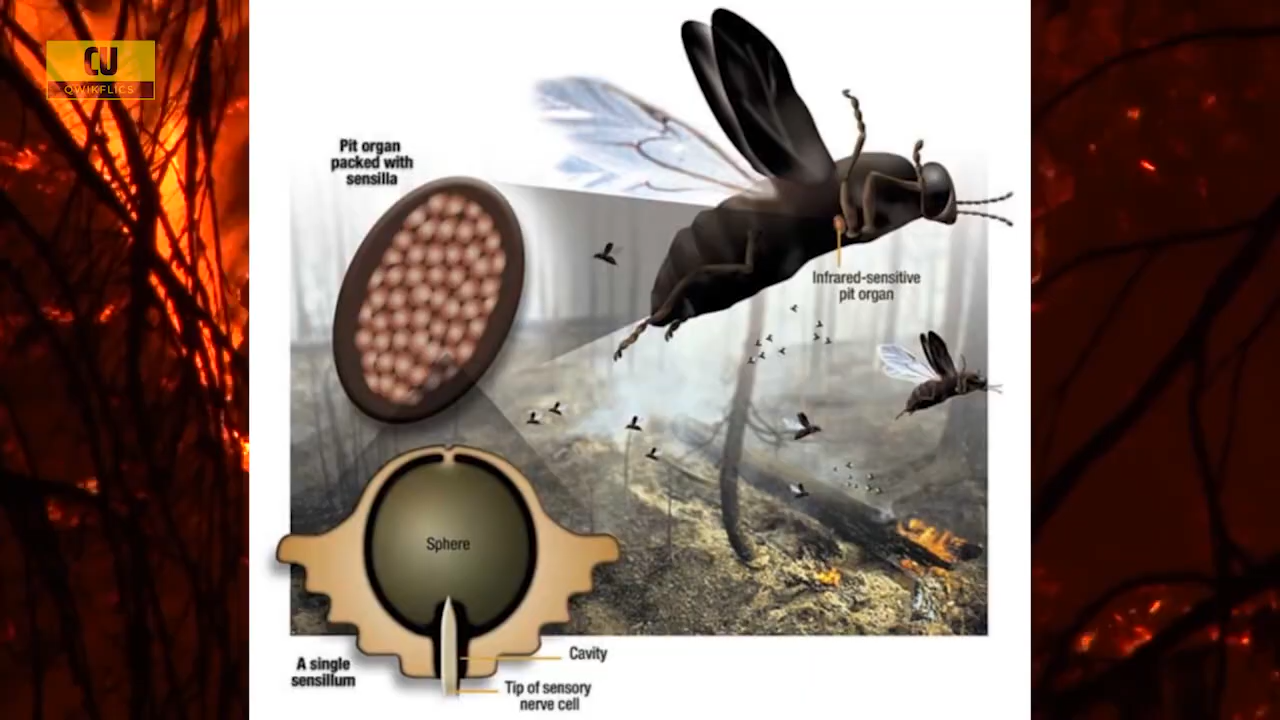 QWIKFLICS
Pit organ
packed with
sensilla
Infrared-sensitive
pit organ
Sphere
Cavity
A single
sensillum
Tip of sensory
nerve cell